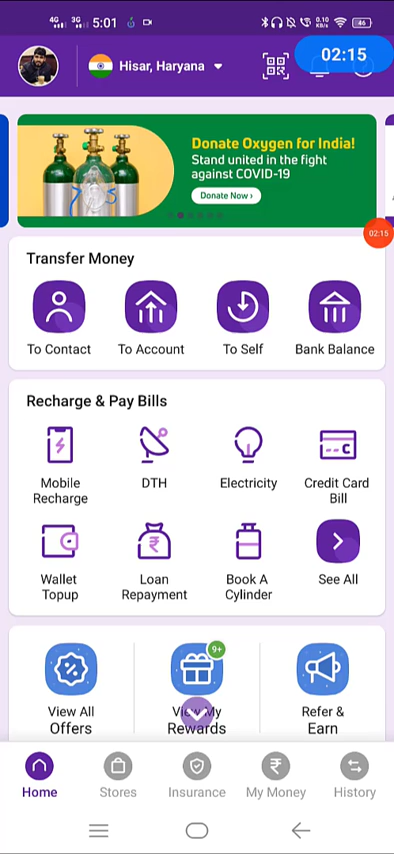 4G 3G 5:01 0.10 KB/s 46
Hisar, Haryana
02:15
Donate Oxygen for India!
Stand united in the fight
against COVID-19
Donate Now ›
02:15
Transfer Money
To Contact To Account To Self Bank Balance
Recharge & Pay Bills
Mobile Recharge
DTH
Electricity
Credit Card Bill
Wallet Topup
Loan Repayment
Book A Cylinder
See All
9+
View All Offers
View My Rewards
Refer & Earn
Home Stores Insurance My Money History